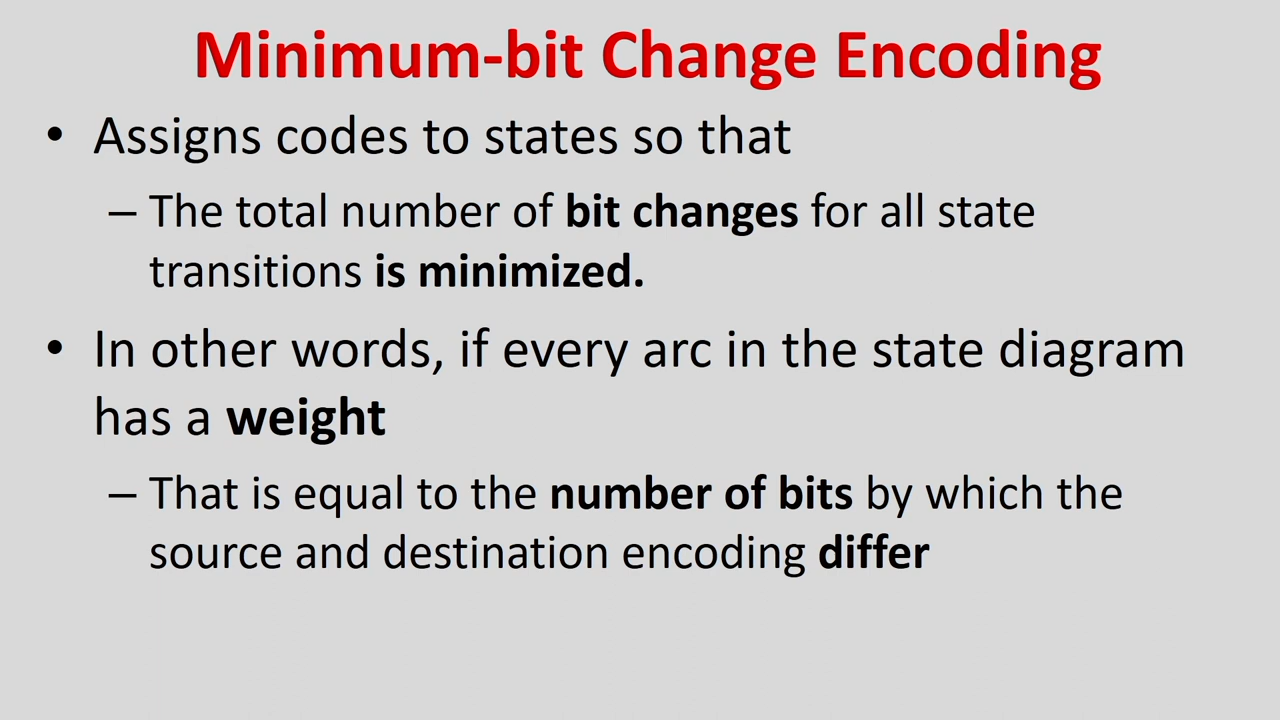 Minimum-bit Change Encoding
• Assigns codes to states so that
– The total number of bit changes for all state
transitions is minimized.
• In other words, if every arc in the state diagram
has a weight
– That is equal to the number of bits by which the
source and destination encoding differ